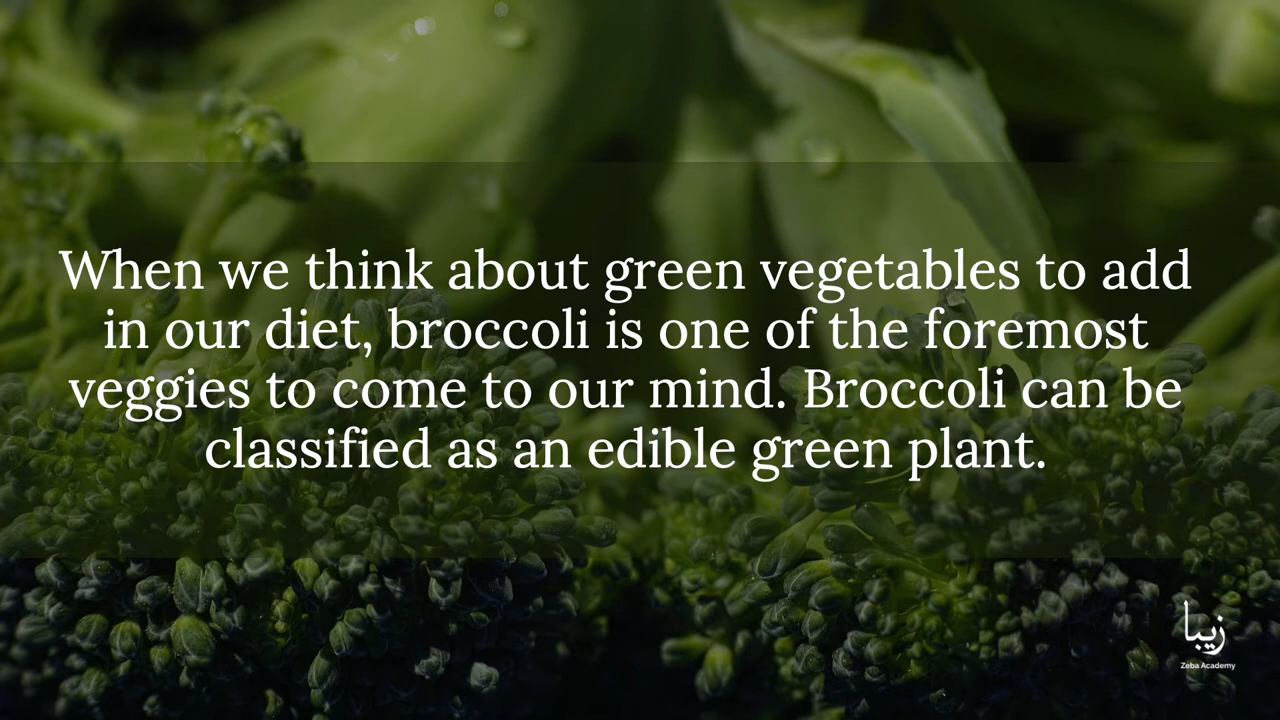 When we think about green vegetables to add
in our diet, broccoli is one of the foremost
veggies to come to our mind. Broccoli can be
classified as an edible green plant.
زيبا
Zeba Academy